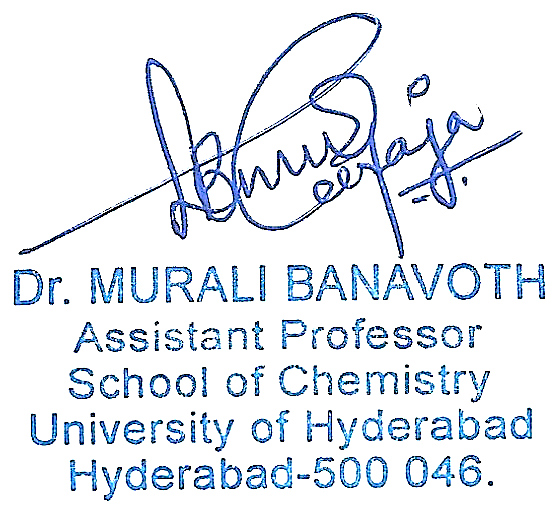 Dr. MURALI BANAVOTH
Assistant Professor
School of Chemistry
University of Hyderabad
Hyderabad-500 046.